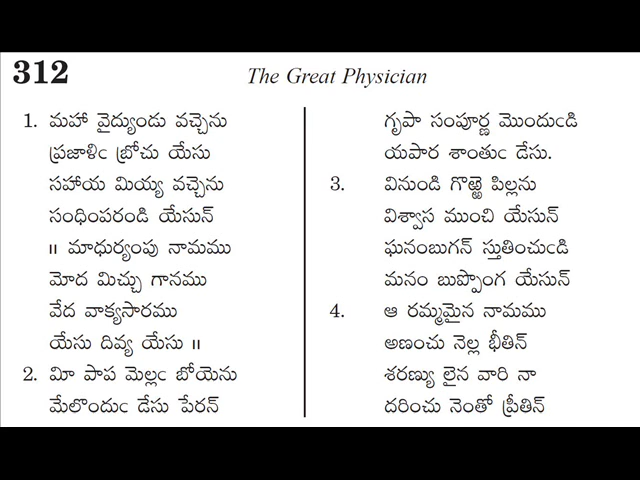 312
The Great Physician
1. మహా వైద్యుండు వచ్చెను
ప్రజాళిఁ బ్రోచు యేసు
సహాయ మియ్య వచ్చెను
సంధింపరండి యేసున్
॥ మాధుర్యంపు నామము
మోద మిచ్చు గానము
వేద వాక్యసారము
యేసు దివ్య యేసు ॥
2. మీ పాప మెల్లఁ బోయెను
మేలొందుఁ డేసు పేరన్
గృపా సంపూర్ణ మొందుఁడి
యపార శాంతుఁ డేసు.
3. వినుండి గొఱ్ఱె పిల్లను
విశ్వాస ముంచి యేసున్
ఘనంబుగన్ స్తుతించుఁడి
మనం బుప్పొంగ యేసున్
4. ఆ రమ్మమైన నామము
అణంచు నెల్ల భీతిన్
శరణ్యు లైన వారి నా
దరించు నెంతో ప్రీతిన్